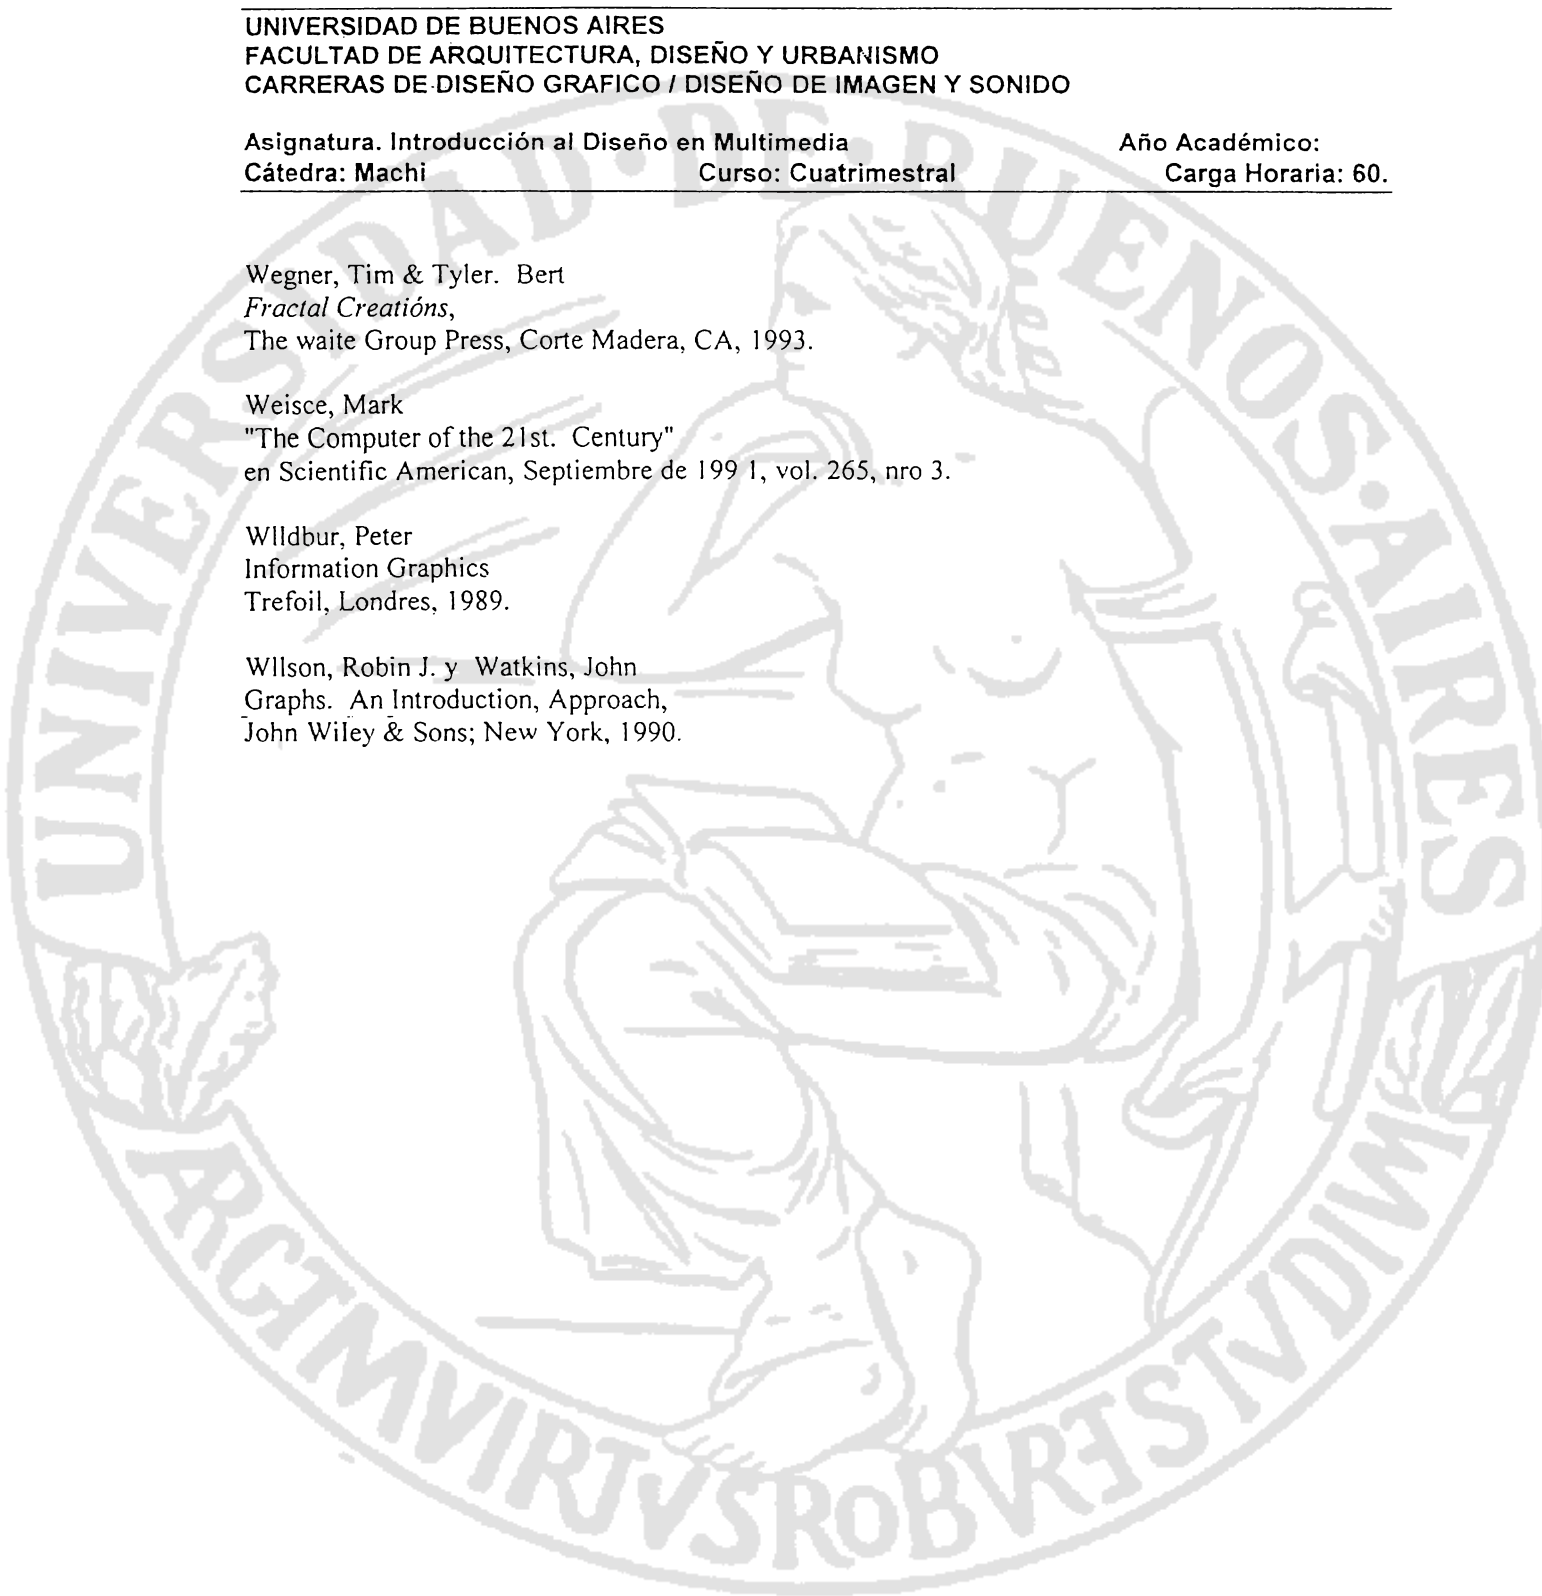 UNIVERSIDAD DE BUENOS AIRES
FACULTAD DE ARQUITECTURA, DISEÑO Y URBANISMO
CARRERAS DE DISEÑO GRAFICO / DISEÑO DE IMAGEN Y SONIDO
Asignatura. Introducción al Diseño en Multimedia Año Académico:
Cátedra: Machi Curso: Cuatrimestral Carga Horaria: 60.
Wegner, Tim & Tyler. Bert
Fractal Creatións,
The waite Group Press, Corte Madera, CA, 1993.
Weisce, Mark
"The Computer of the 21st. Century"
en Scientific American, Septiembre de 199 1, vol. 265, nro 3.
Wlldbur, Peter
Information Graphics
Trefoil, Londres, 1989.
Wllson, Robin J. y Watkins, John
Graphs. An Introduction, Approach,
John Wiley & Sons; New York, 1990.
UNIVERSIDAD·DE·BUENOS·AIRES
ARGTMVIRTVSROBVRETSTVDIVM